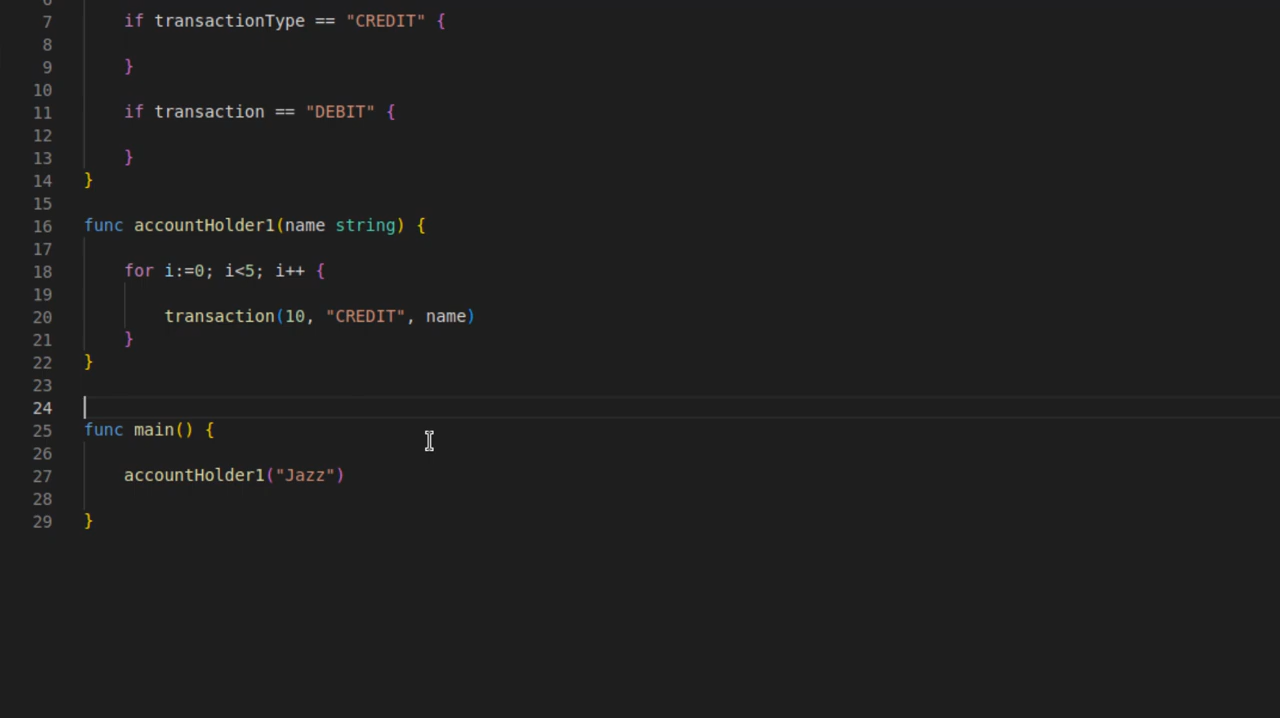 7 if transactionType == "CREDIT" {
8
9 }
10
11 if transaction == "DEBIT" {
12
13 }
14 }
15
16 func accountHolder1(name string) {
17
18 for i:=0; i<5; i++ {
19
20 transaction(10, "CREDIT", name)
21 }
22 }
23
24
25 func main() {
26
27 accountHolder1("Jazz")
28
29 }